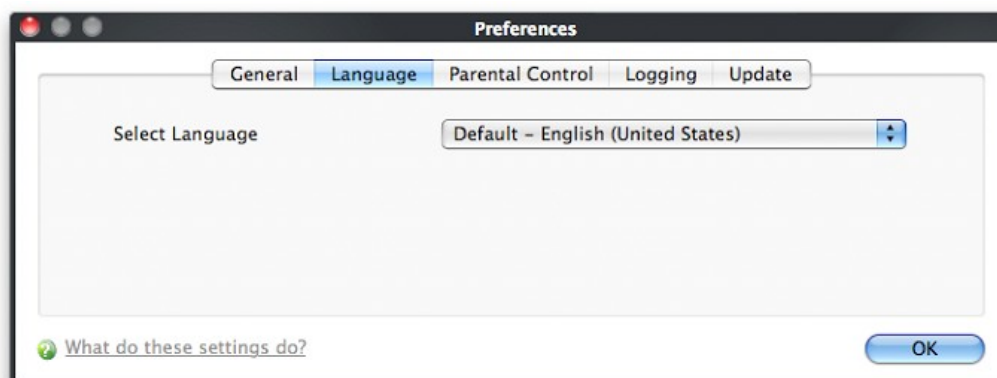 Preferences
General Language Parental Control Logging Update
Select Language Default – English (United States)
What do these settings do? OK